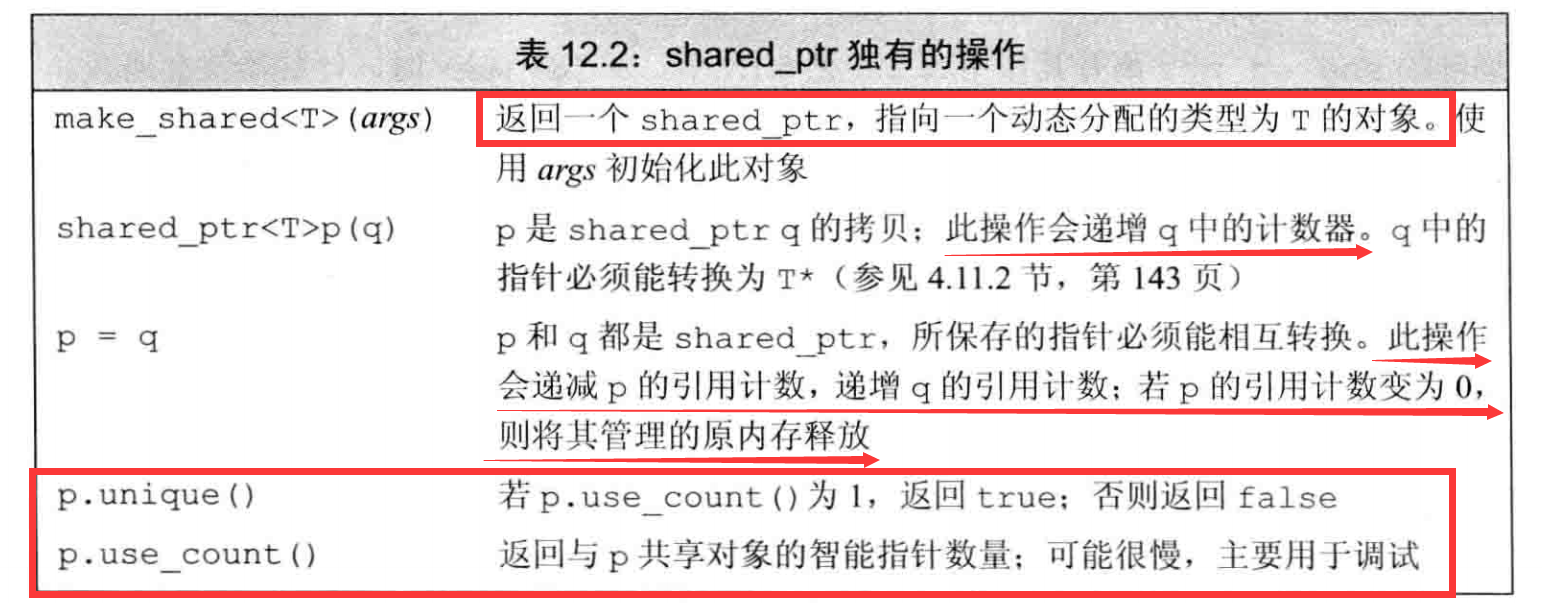 表 12.2：shared_ptr 独有的操作
make_shared<T>(args) 返回一个 shared_ptr，指向一个动态分配的类型为 T 的对象。使
用 args 初始化此对象
shared_ptr<T>p(q) p 是 shared_ptr q 的拷贝；此操作会递增 q 中的计数器。q 中的
指针必须能转换为 T*（参见 4.11.2 节，第 143 页）
p = q p 和 q 都是 shared_ptr，所保存的指针必须能相互转换。此操作
会递减 p 的引用计数，递增 q 的引用计数；若 p 的引用计数变为 0，
则将其管理的原内存释放
p.unique() 若 p.use_count()为 1，返回 true；否则返回 false
p.use_count() 返回与 p 共享对象的智能指针数量；可能很慢，主要用于调试